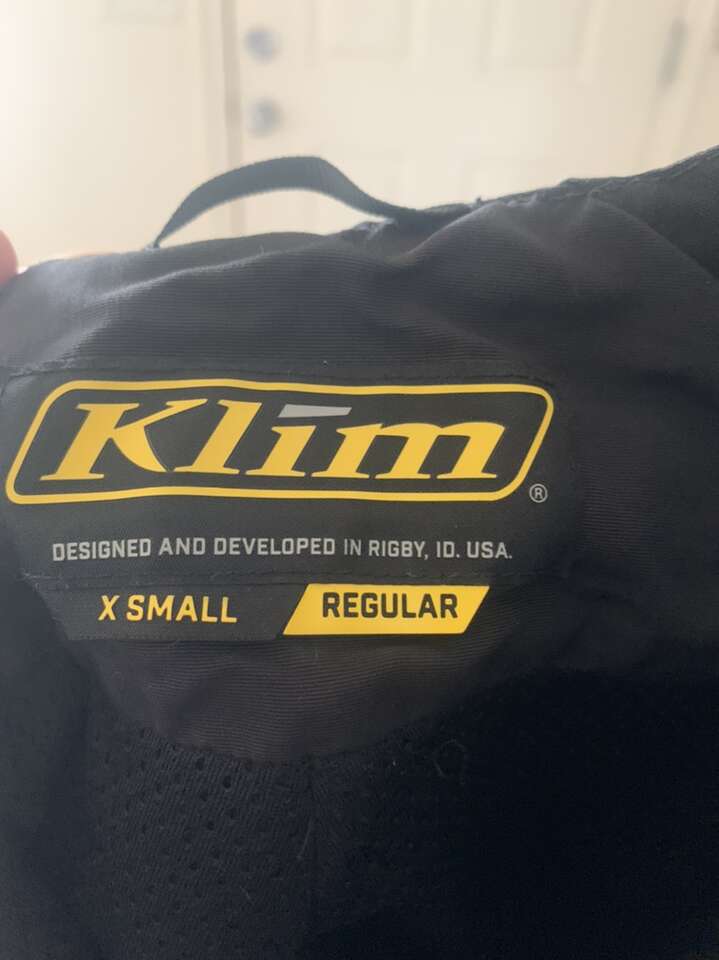 Klim®
DESIGNED AND DEVELOPED IN RIGBY, ID. USA.
X SMALL REGULAR